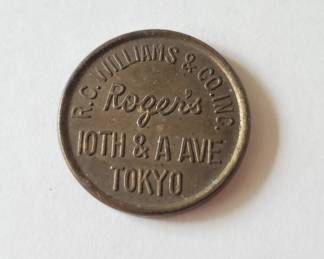 R.C. WILLIAMS & CO. INC.
Roger's
10TH & A AVE
TOKYO